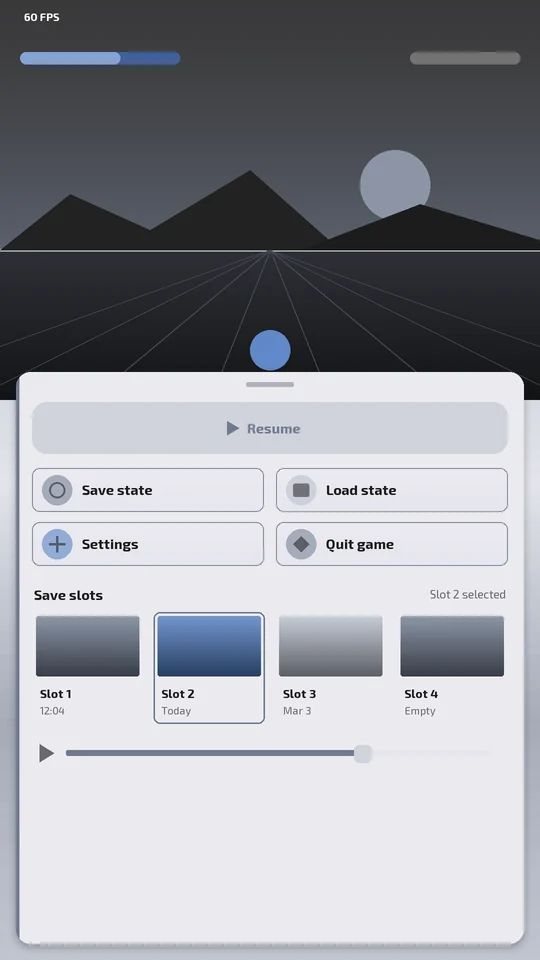 60 FPS
Resume
Save state
Load state
Settings
Quit game
Save slots
Slot 2 selected
Slot 1
12:04
Slot 2
Today
Slot 3
Mar 3
Slot 4
Empty